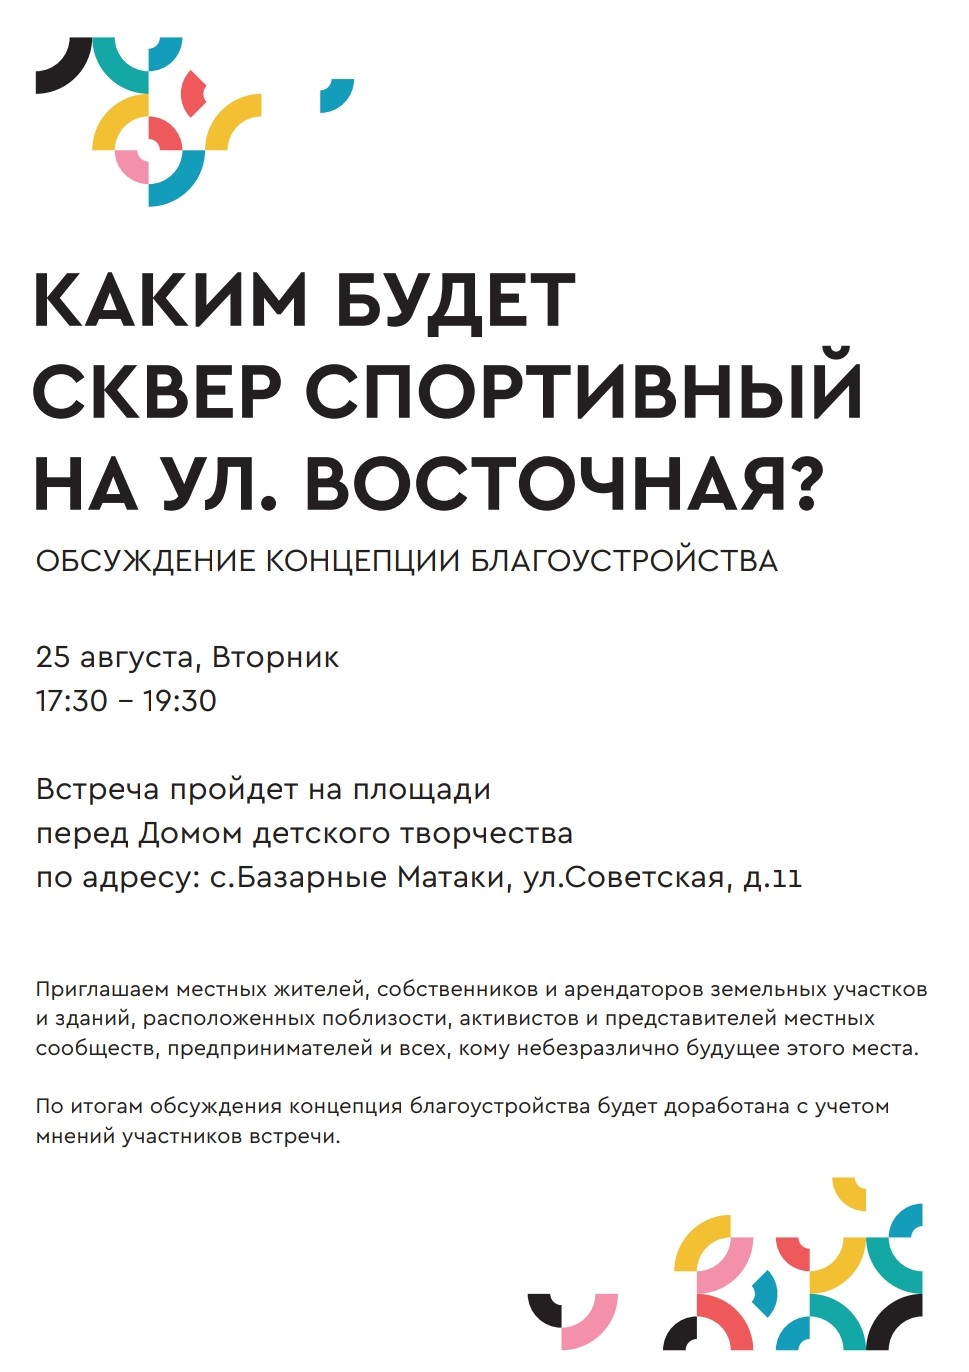 КАКИМ БУДЕТ
СКВЕР СПОРТИВНЫЙ
НА УЛ. ВОСТОЧНАЯ?
ОБСУЖДЕНИЕ КОНЦЕПЦИИ БЛАГОУСТРОЙСТВА
25 августа, Вторник
17:30 – 19:30
Встреча пройдет на площади
перед Домом детского творчества
по адресу: с.Базарные Матаки, ул.Советская, д.11
Приглашаем местных жителей, собственников и арендаторов земельных участков
и зданий, расположенных поблизости, активистов и представителей местных
сообществ, предпринимателей и всех, кому небезразлично будущее этого места.
По итогам обсуждения концепция благоустройства будет доработана с учетом
мнений участников встречи.